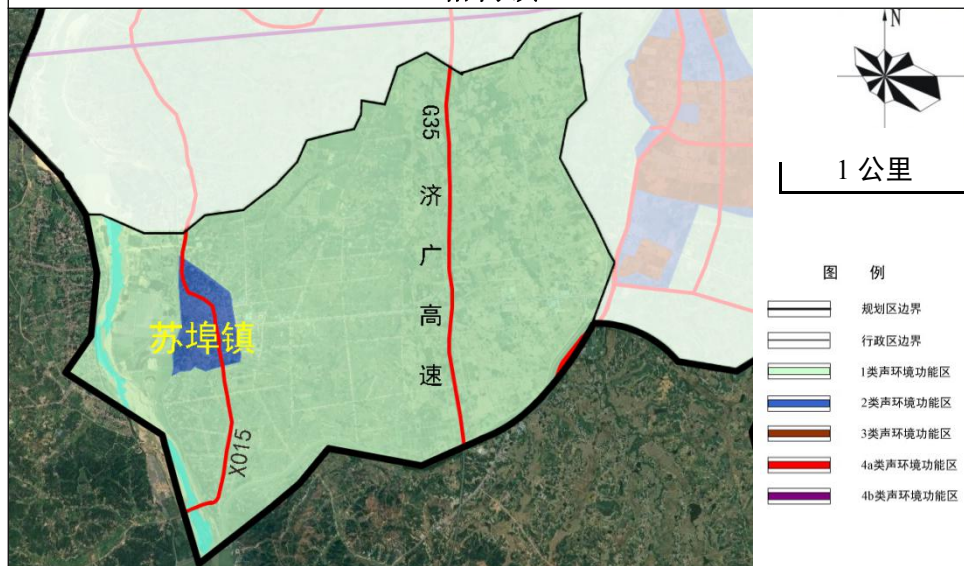 N
1 公里
G35 济广高速
苏埠镇
X015
图 例
规划区边界
行政区边界
1类声环境功能区
2类声环境功能区
3类声环境功能区
4a类声环境功能区
4b类声环境功能区